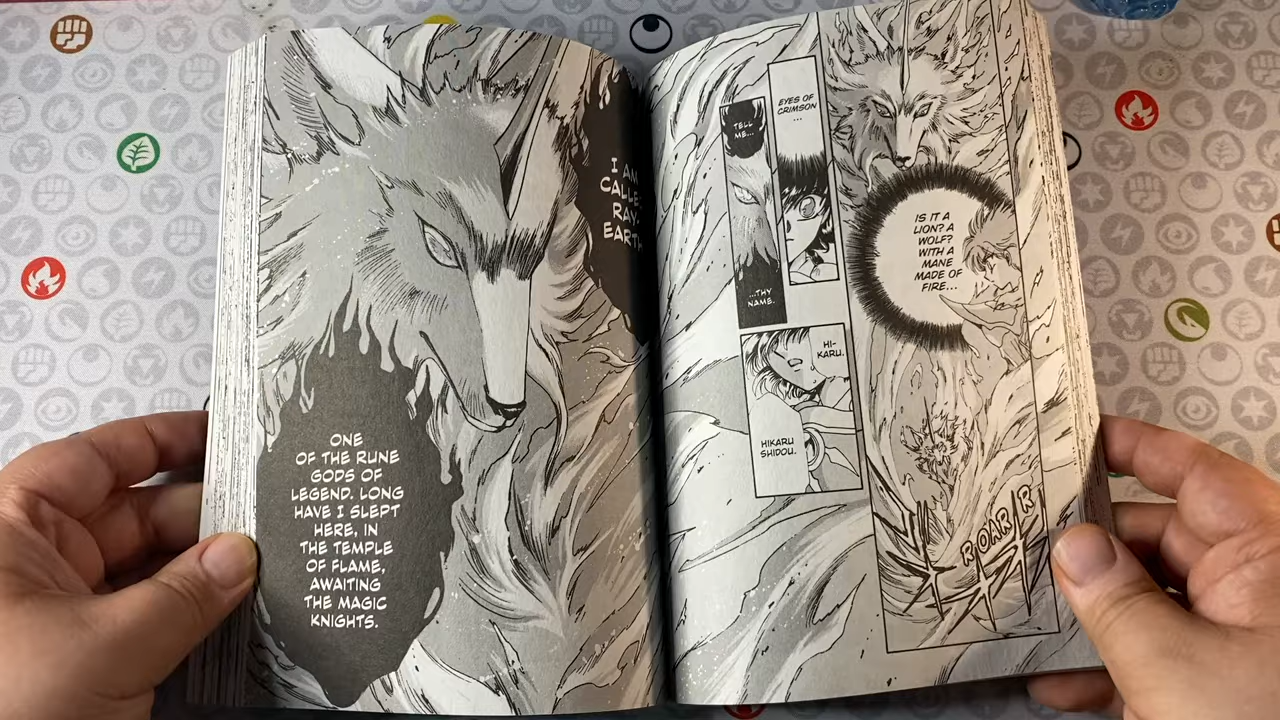 IS IT A
LION? A
WOLF?
WITH A
MANE
MADE OF
FIRE...
ROAR R
EYES OF
CRIMSON
...
TELL
ME...
...THY
NAME.
HI-
KARU.
HIKARU
SHIDOU.
I AM
RAY-
EARTH
ONE
OF THE RUNE
GODS OF
LEGEND. LONG
HAVE I SLEPT
HERE, IN
THE TEMPLE
OF FLAME,
AWAITING
THE MAGIC
KNIGHTS.